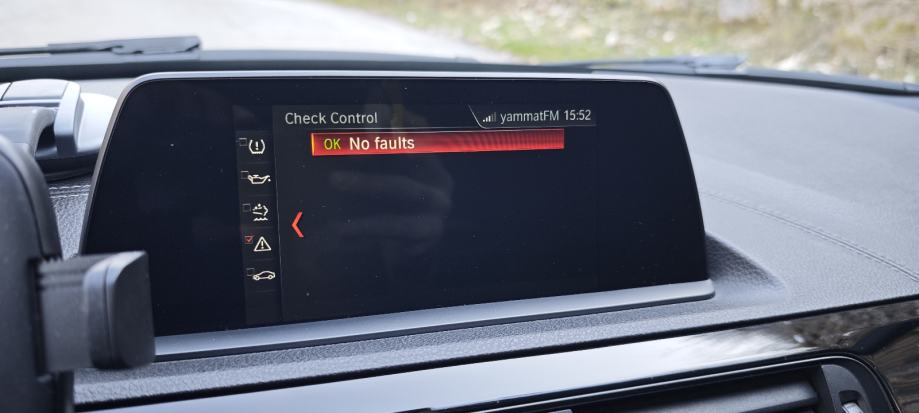 Check Control
yammatFM 15:52
OK No faults